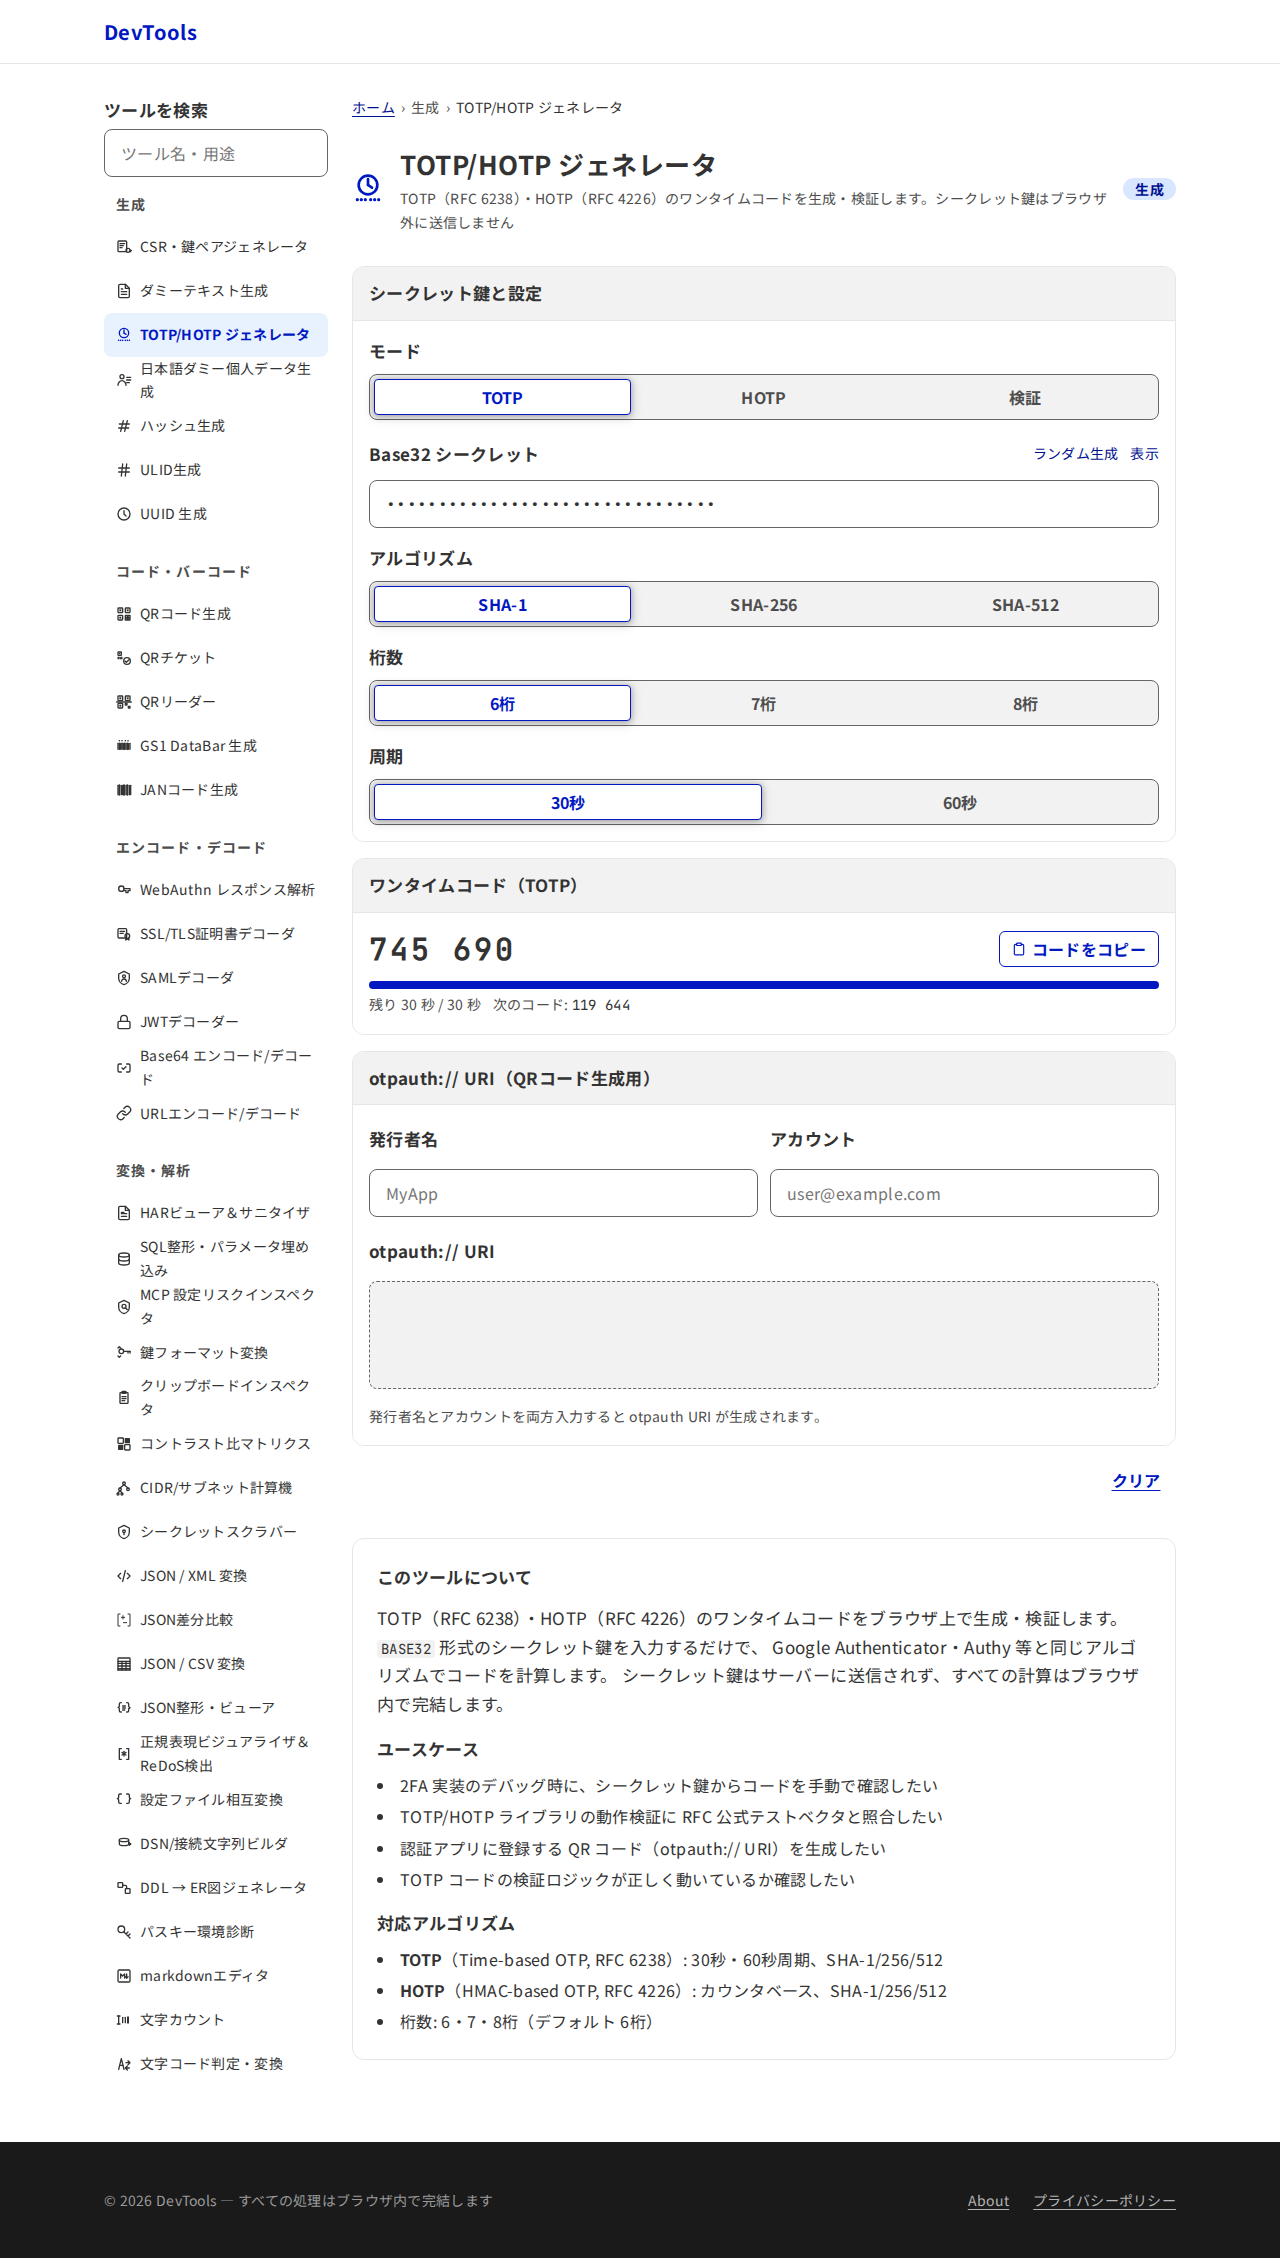 DevTools
ツールを検索
ツール名・用途
生成
CSR・鍵ペアジェネレータ
ダミーテキスト生成
TOTP/HOTP ジェネレータ
日本語ダミー個人データ生
成
ハッシュ生成
ULID生成
UUID 生成
コード・バーコード
QRコード生成
QRチケット
QRリーダー
GS1 DataBar 生成
JANコード生成
エンコード・デコード
WebAuthn レスポンス解析
SSL/TLS証明書デコーダ
SAMLデコーダ
JWTデコーダー
Base64 エンコード/デコー
ド
URLエンコード/デコード
変換・解析
HARビューア&サニタイザ
SQL整形・パラメータ埋め
込み
MCP 設定リスクインスペク
タ
鍵フォーマット変換
クリップボードインスペク
タ
コントラスト比マトリクス
CIDR/サブネット計算機
シークレットスクラバー
JSON / XML 変換
JSON差分比較
JSON / CSV 変換
JSON整形・ビューア
正規表現ビジュアライザ&
ReDoS検出
設定ファイル相互変換
DSN/接続文字列ビルダ
DDL → ER図ジェネレータ
パスキー環境診断
markdownエディタ
文字カウント
文字コード判定・変換
ホーム › 生成 › TOTP/HOTP ジェネレータ
TOTP/HOTP ジェネレータ
TOTP（RFC 6238）・HOTP（RFC 4226）のワンタイムコードを生成・検証します。シークレット鍵はブラウザ
外に送信しません
生成
シークレット鍵と設定
モード
TOTP HOTP 検証
Base32 シークレット ランダム生成 表示
••••••••••••••••••••••••••••••••
アルゴリズム
SHA-1 SHA-256 SHA-512
桁数
6桁 7桁 8桁
周期
30秒 60秒
ワンタイムコード（TOTP）
745 690 コードをコピー
残り 30 秒 / 30 秒 次のコード: 119 644
otpauth:// URI（QRコード生成用）
発行者名 アカウント
MyApp user@example.com
otpauth:// URI
発行者名とアカウントを両方入力すると otpauth URI が生成されます。
クリア
このツールについて
TOTP（RFC 6238）・HOTP（RFC 4226）のワンタイムコードをブラウザ上で生成・検証します。
BASE32 形式のシークレット鍵を入力するだけで、 Google Authenticator・Authy 等と同じアルゴ
リズムでコードを計算します。 シークレット鍵はサーバーに送信されず、すべての計算はブラウザ
内で完結します。
ユースケース
• 2FA 実装のデバッグ時に、シークレット鍵からコードを手動で確認したい
• TOTP/HOTP ライブラリの動作検証に RFC 公式テストベクタと照合したい
• 認証アプリに登録する QR コード（otpauth:// URI）を生成したい
• TOTP コードの検証ロジックが正しく動いているか確認したい
対応アルゴリズム
• TOTP（Time-based OTP, RFC 6238）: 30秒・60秒周期、SHA-1/256/512
• HOTP（HMAC-based OTP, RFC 4226）: カウンタベース、SHA-1/256/512
• 桁数: 6・7・8桁（デフォルト 6桁）
© 2026 DevTools — すべての処理はブラウザ内で完結します
About プライバシーポリシー